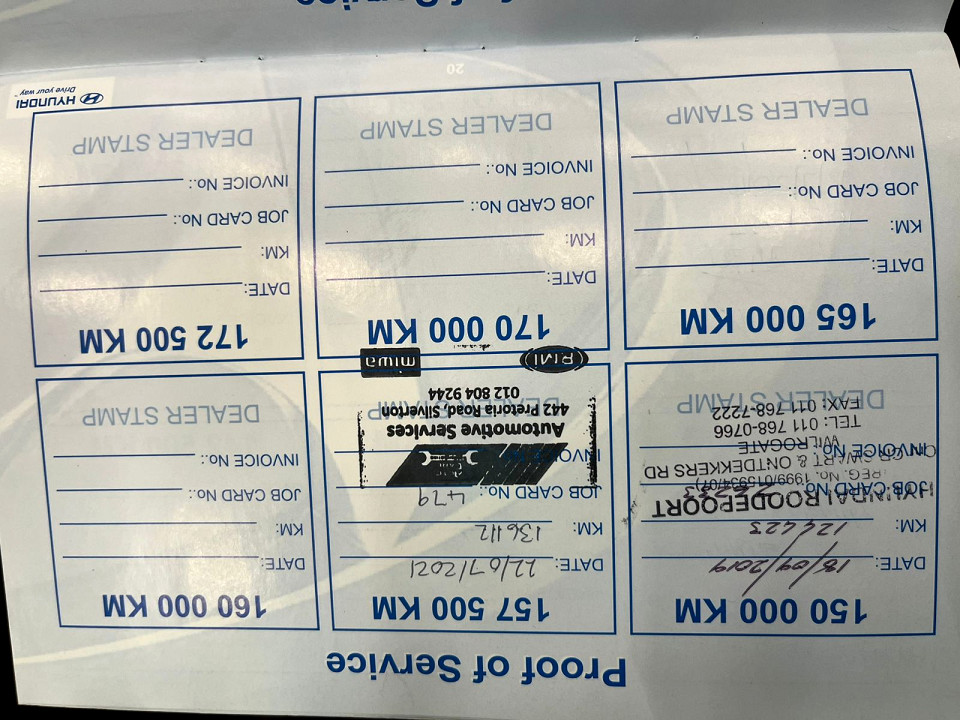 Proof of Service
150 000 KM
DATE: 18/09/2019
KM: 124423
JOB CARD No.:
HYUNDAI ROODEPOORT
REG. No. 1999/015934/07
& ONTDEKKERS RD
INVOICE No.:
WILROGATE
TEL: 011 768-0766
FAX: 011 768-7222
DEALER STAMP
157 500 KM
DATE: 22/07/2021
KM: 136112
JOB CARD No.: 479
INVOICE No.:
Automotive Services
442 Pretoria Road, Silverton
012 804 9244
DEALER STAMP
RMI
miwa
160 000 KM
DATE:
KM:
JOB CARD No.:
INVOICE No.:
DEALER STAMP
165 000 KM
DATE:
KM:
JOB CARD No.:
INVOICE No.:
DEALER STAMP
170 000 KM
DATE:
KM:
JOB CARD No.:
INVOICE No.:
DEALER STAMP
172 500 KM
DATE:
KM:
JOB CARD No.:
INVOICE No.:
DEALER STAMP
HYUNDAI
Drive your way™
20
of Service